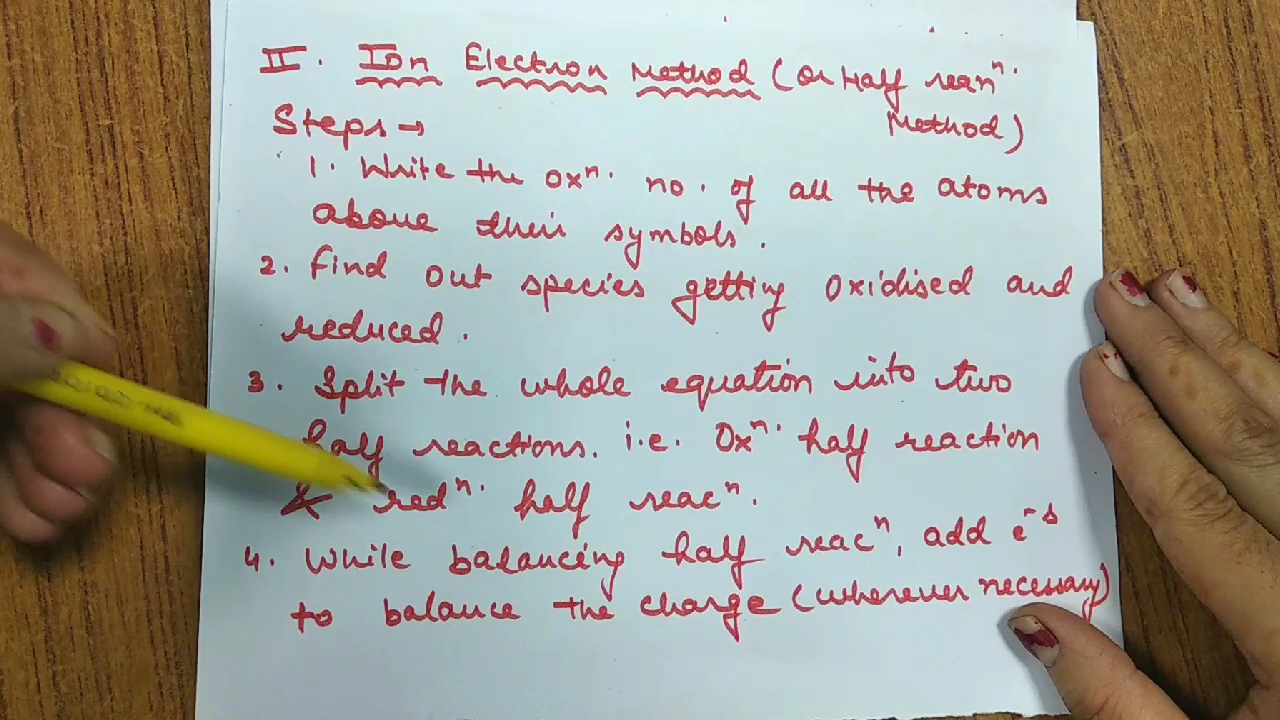 II. Ion Electron Method (or Half reanⁿ.
Method)
Steps →
1. Write the oxⁿ. no. of all the atoms
above their symbols.
2. Find out species getting oxidised and
reduced.
3. Split the whole equation into two
half reactions. i.e. Oxⁿ. half reaction
& redⁿ. half reacⁿ.
4. While balancing half reacⁿ, add e⁻s
to balance the charge (wherever necessary)